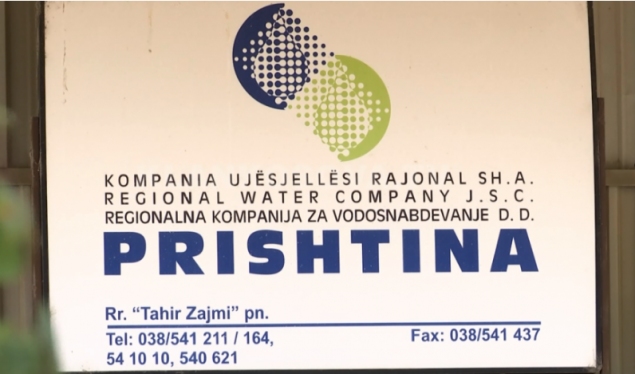 KOMPANIA UJËSJELLËSI RAJONAL SH.A.
REGIONAL WATER COMPANY J.S.C.
REGIONALNA KOMPANIJA ZA VODOSNABDEVANJE D. D.
PRISHTINA
Rr. “Tahir Zajmi” pn.
Tel: 038/541 211 / 164, Fax: 038/541 437
54 10 10, 540 621